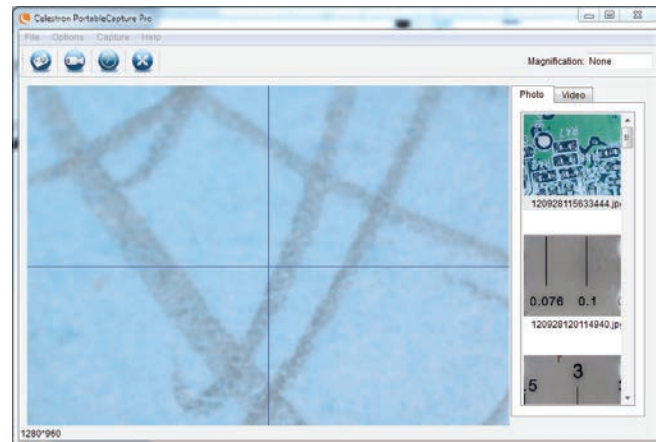 Celestron PortableCapture Pro
File Options Capture Help
Magnification: None
Photo Video
120928115633444.jp
0.076 0.1
120928120114940.jp
.5 3
1280*960